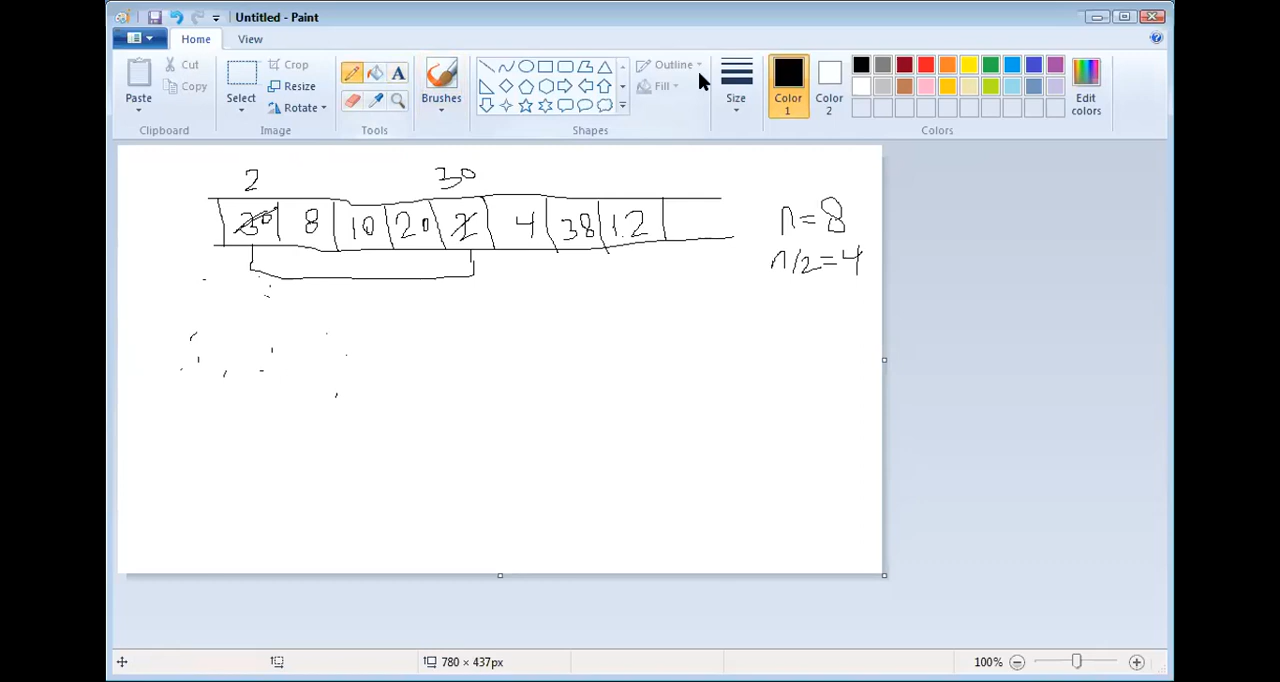 Untitled - Paint
Home View
Paste
Cut
Copy
Clipboard
Select
Crop
Resize
Rotate
Image
A
Tools
Brushes
Shapes
Outline
Fill
Size
Color 1
Color 2
Edit colors
Colors
2 30
30 8 10 20 2 4 38 12
n=8
n/2=4
780 × 437px
100%